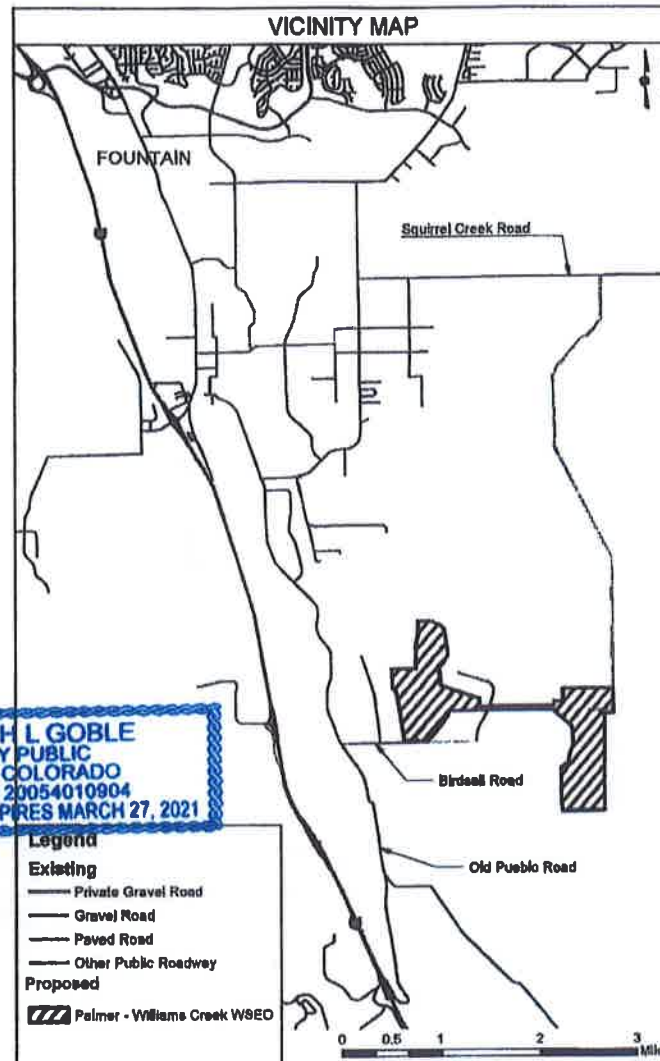 VICINITY MAP
FOUNTAIN
Squirrel Creek Road
H L GOBLE
Y PUBLIC
COLORADO
20054010904
PIRES MARCH 27, 2021
Birdsall Road
Old Pueblo Road
Legend
Existing
Private Gravel Road
Gravel Road
Paved Road
Other Public Roadway
Proposed
Palmer - Williams Creek WSEO
0 0.5 1 2 3
Mile